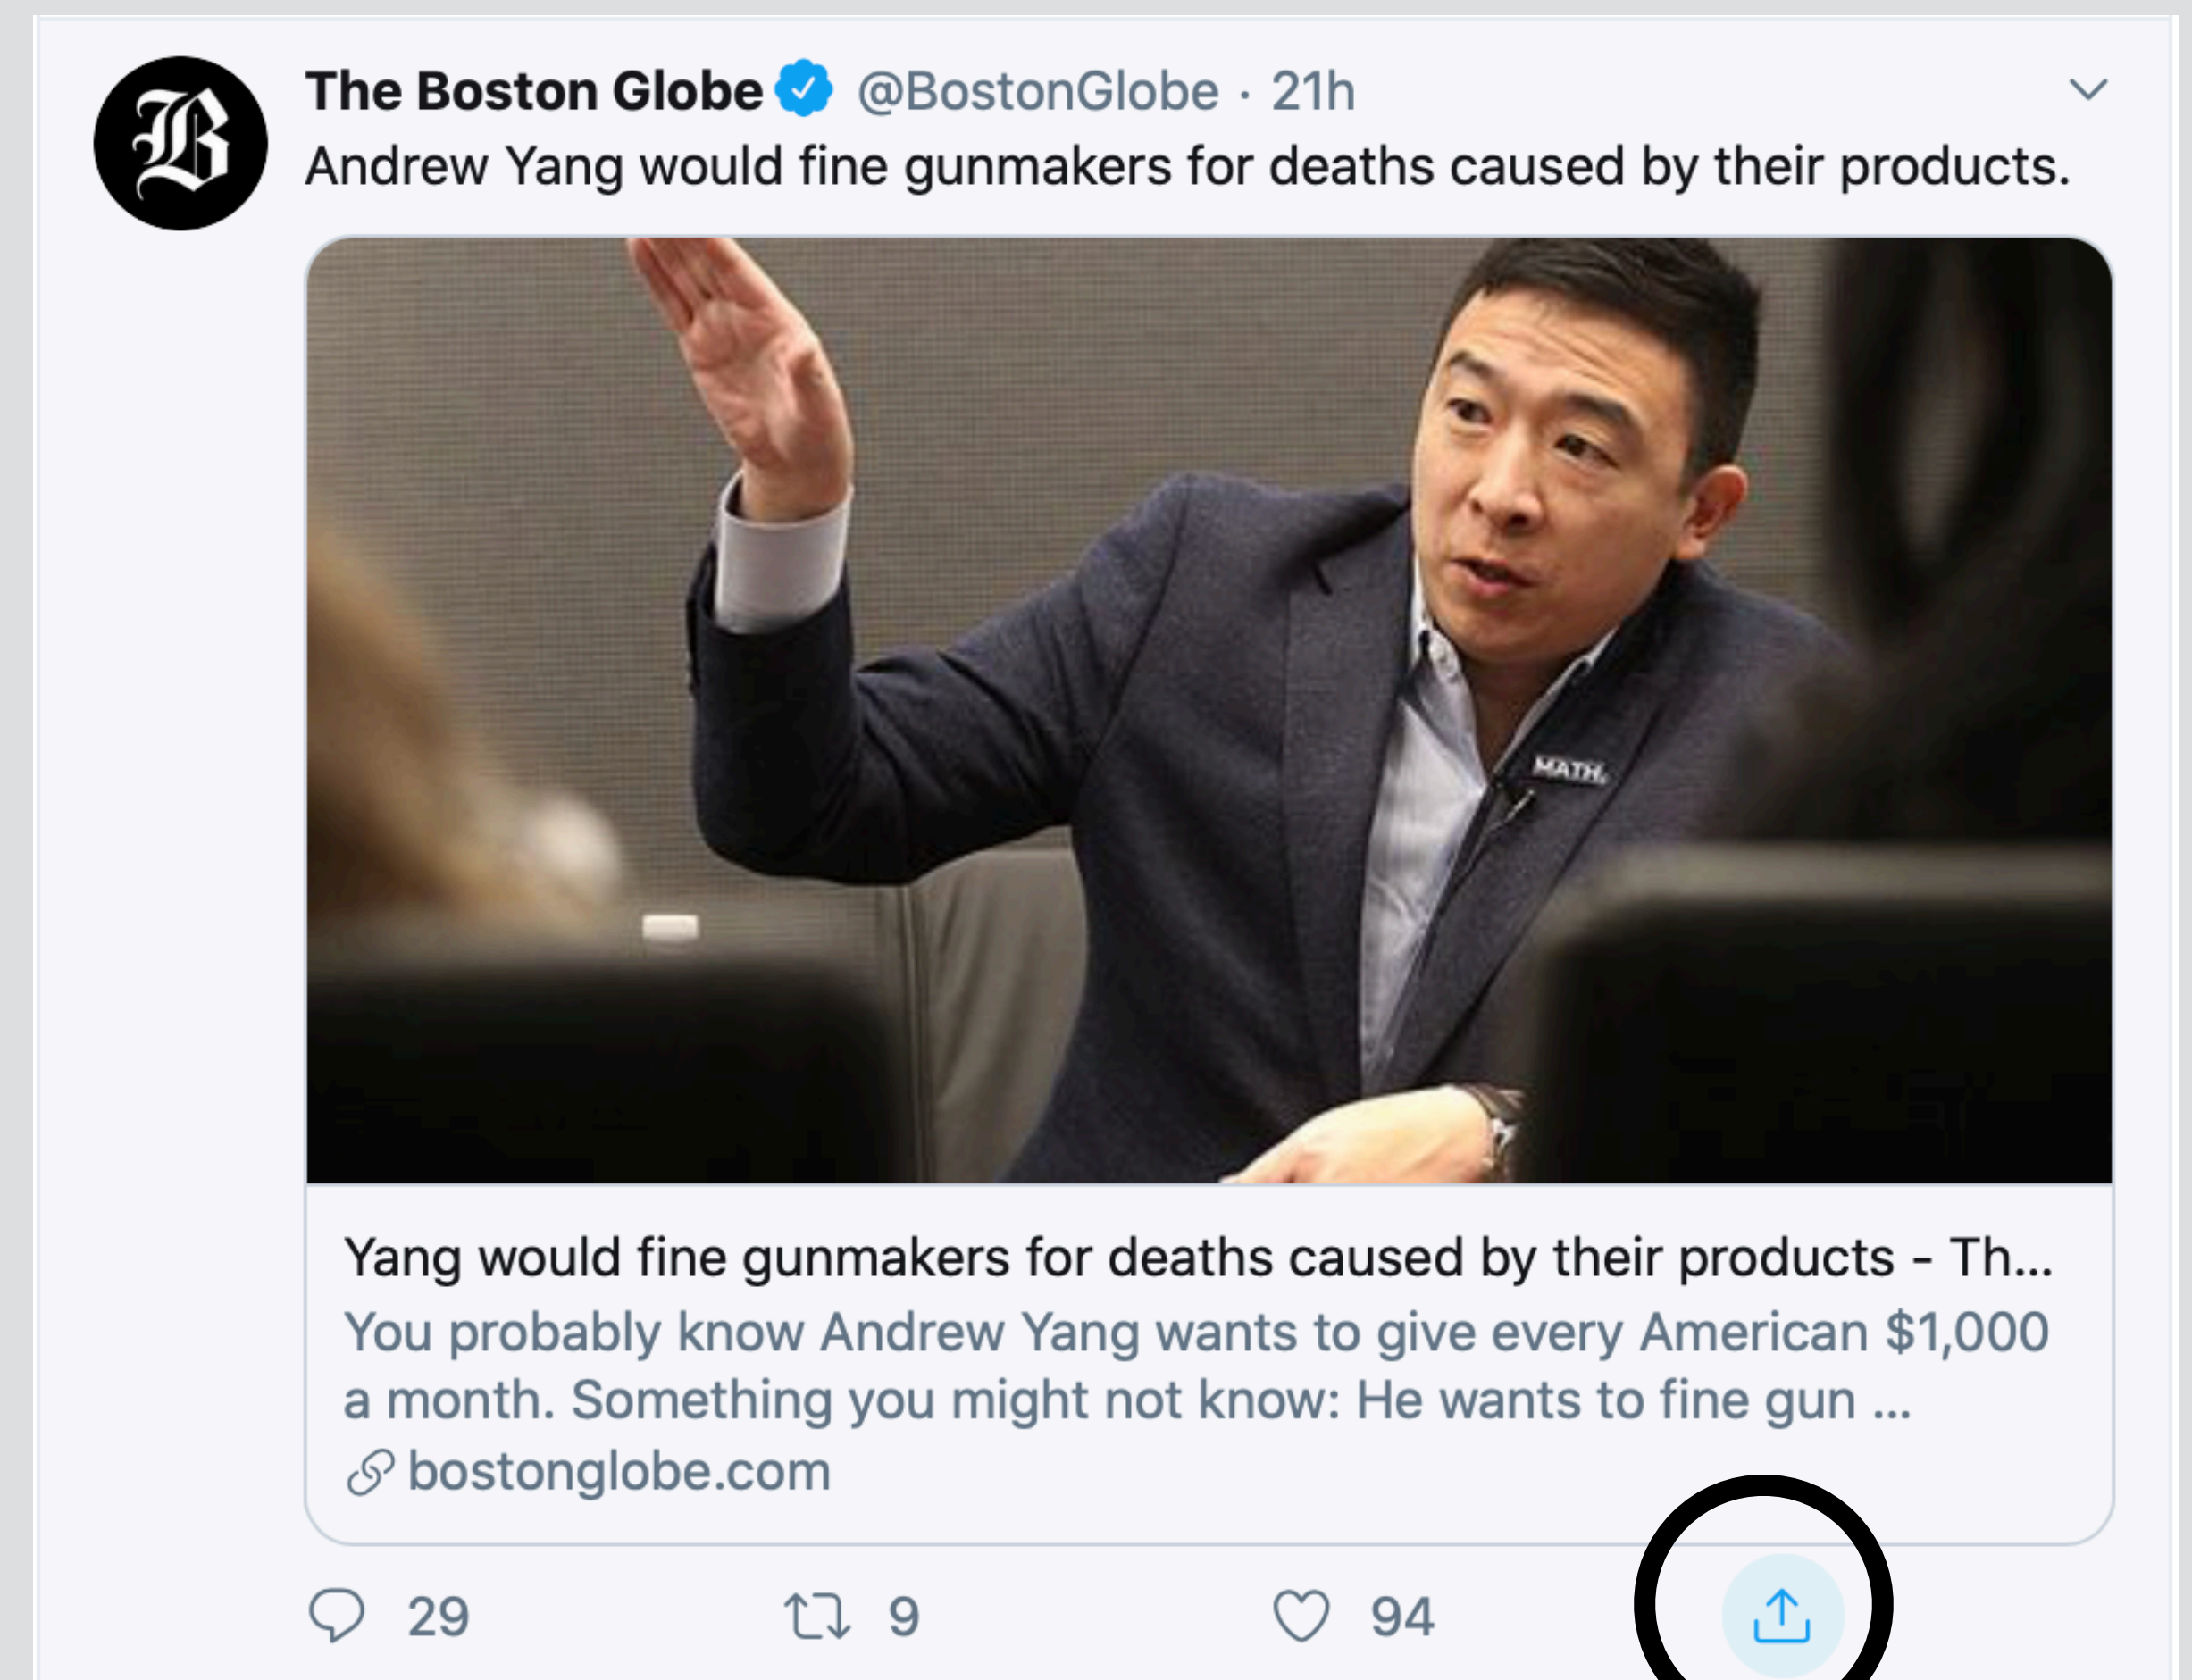 The Boston Globe @BostonGlobe · 21h
Andrew Yang would fine gunmakers for deaths caused by their products.
B
MATH.
Yang would fine gunmakers for deaths caused by their products - Th...
You probably know Andrew Yang wants to give every American $1,000
a month. Something you might not know: He wants to fine gun ...
bostonglobe.com
29 9 94